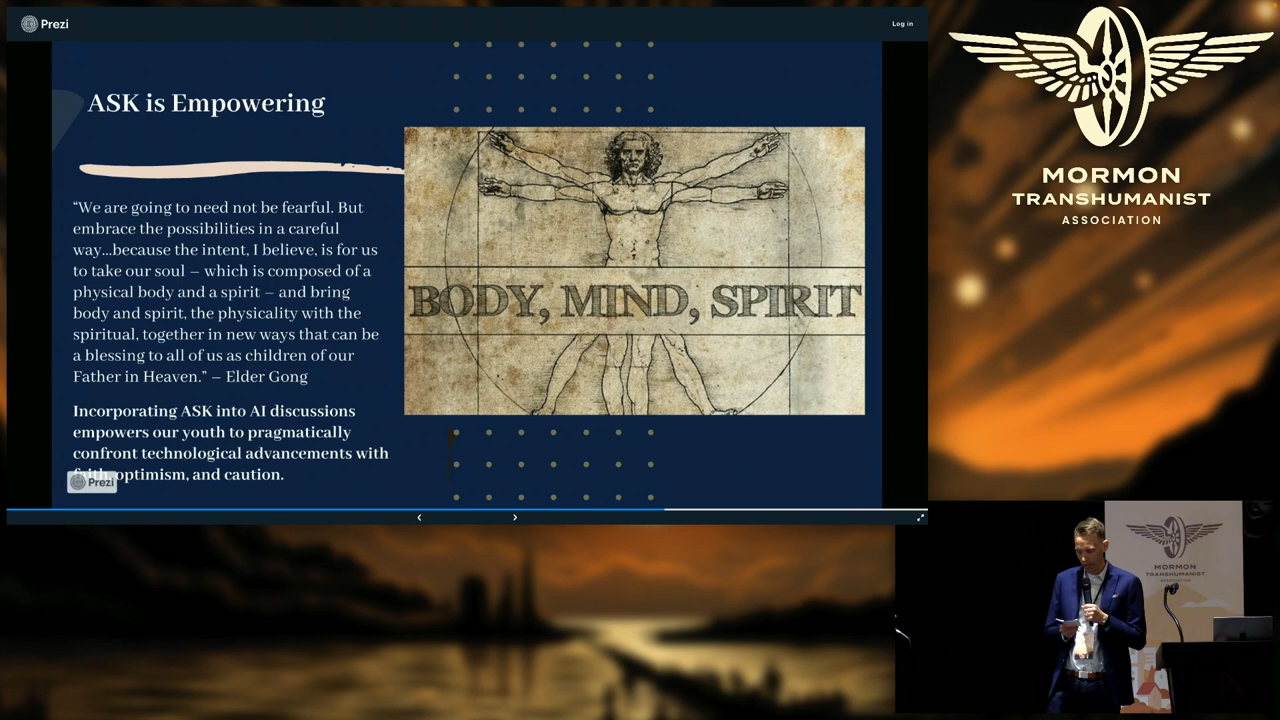 Prezi
Log in
ASK is Empowering
“We are going to need not be fearful. But
embrace the possibilities in a careful
way...because the intent, I believe, is for us
to take our soul – which is composed of a
physical body and a spirit – and bring
body and spirit, the physicality with the
spiritual, together in new ways that can be
a blessing to all of us as children of our
Father in Heaven.” – Elder Gong
Incorporating ASK into AI discussions
empowers our youth to pragmatically
confront technological advancements with
faith, optimism, and caution.
Prezi
BODY, MIND, SPIRIT
MORMON
TRANSHUMANIST
ASSOCIATION
MORMON
TRANSHUMANIST
ASSOCIATION